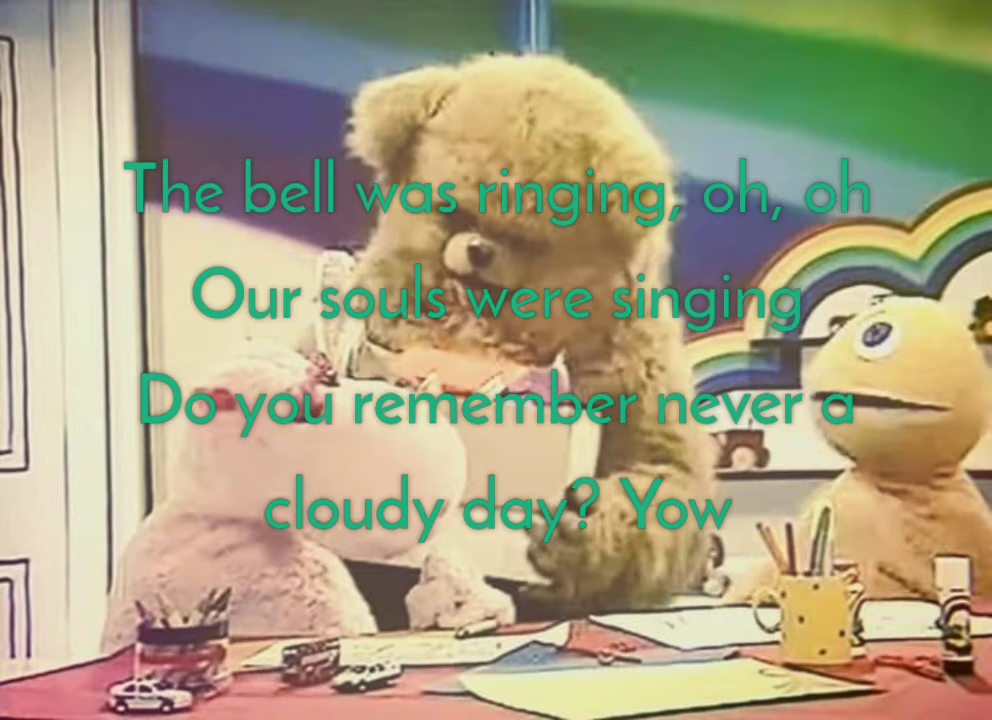 The bell was ringing, oh, oh
Our souls were singing
Do you remember never a
cloudy day? Yow